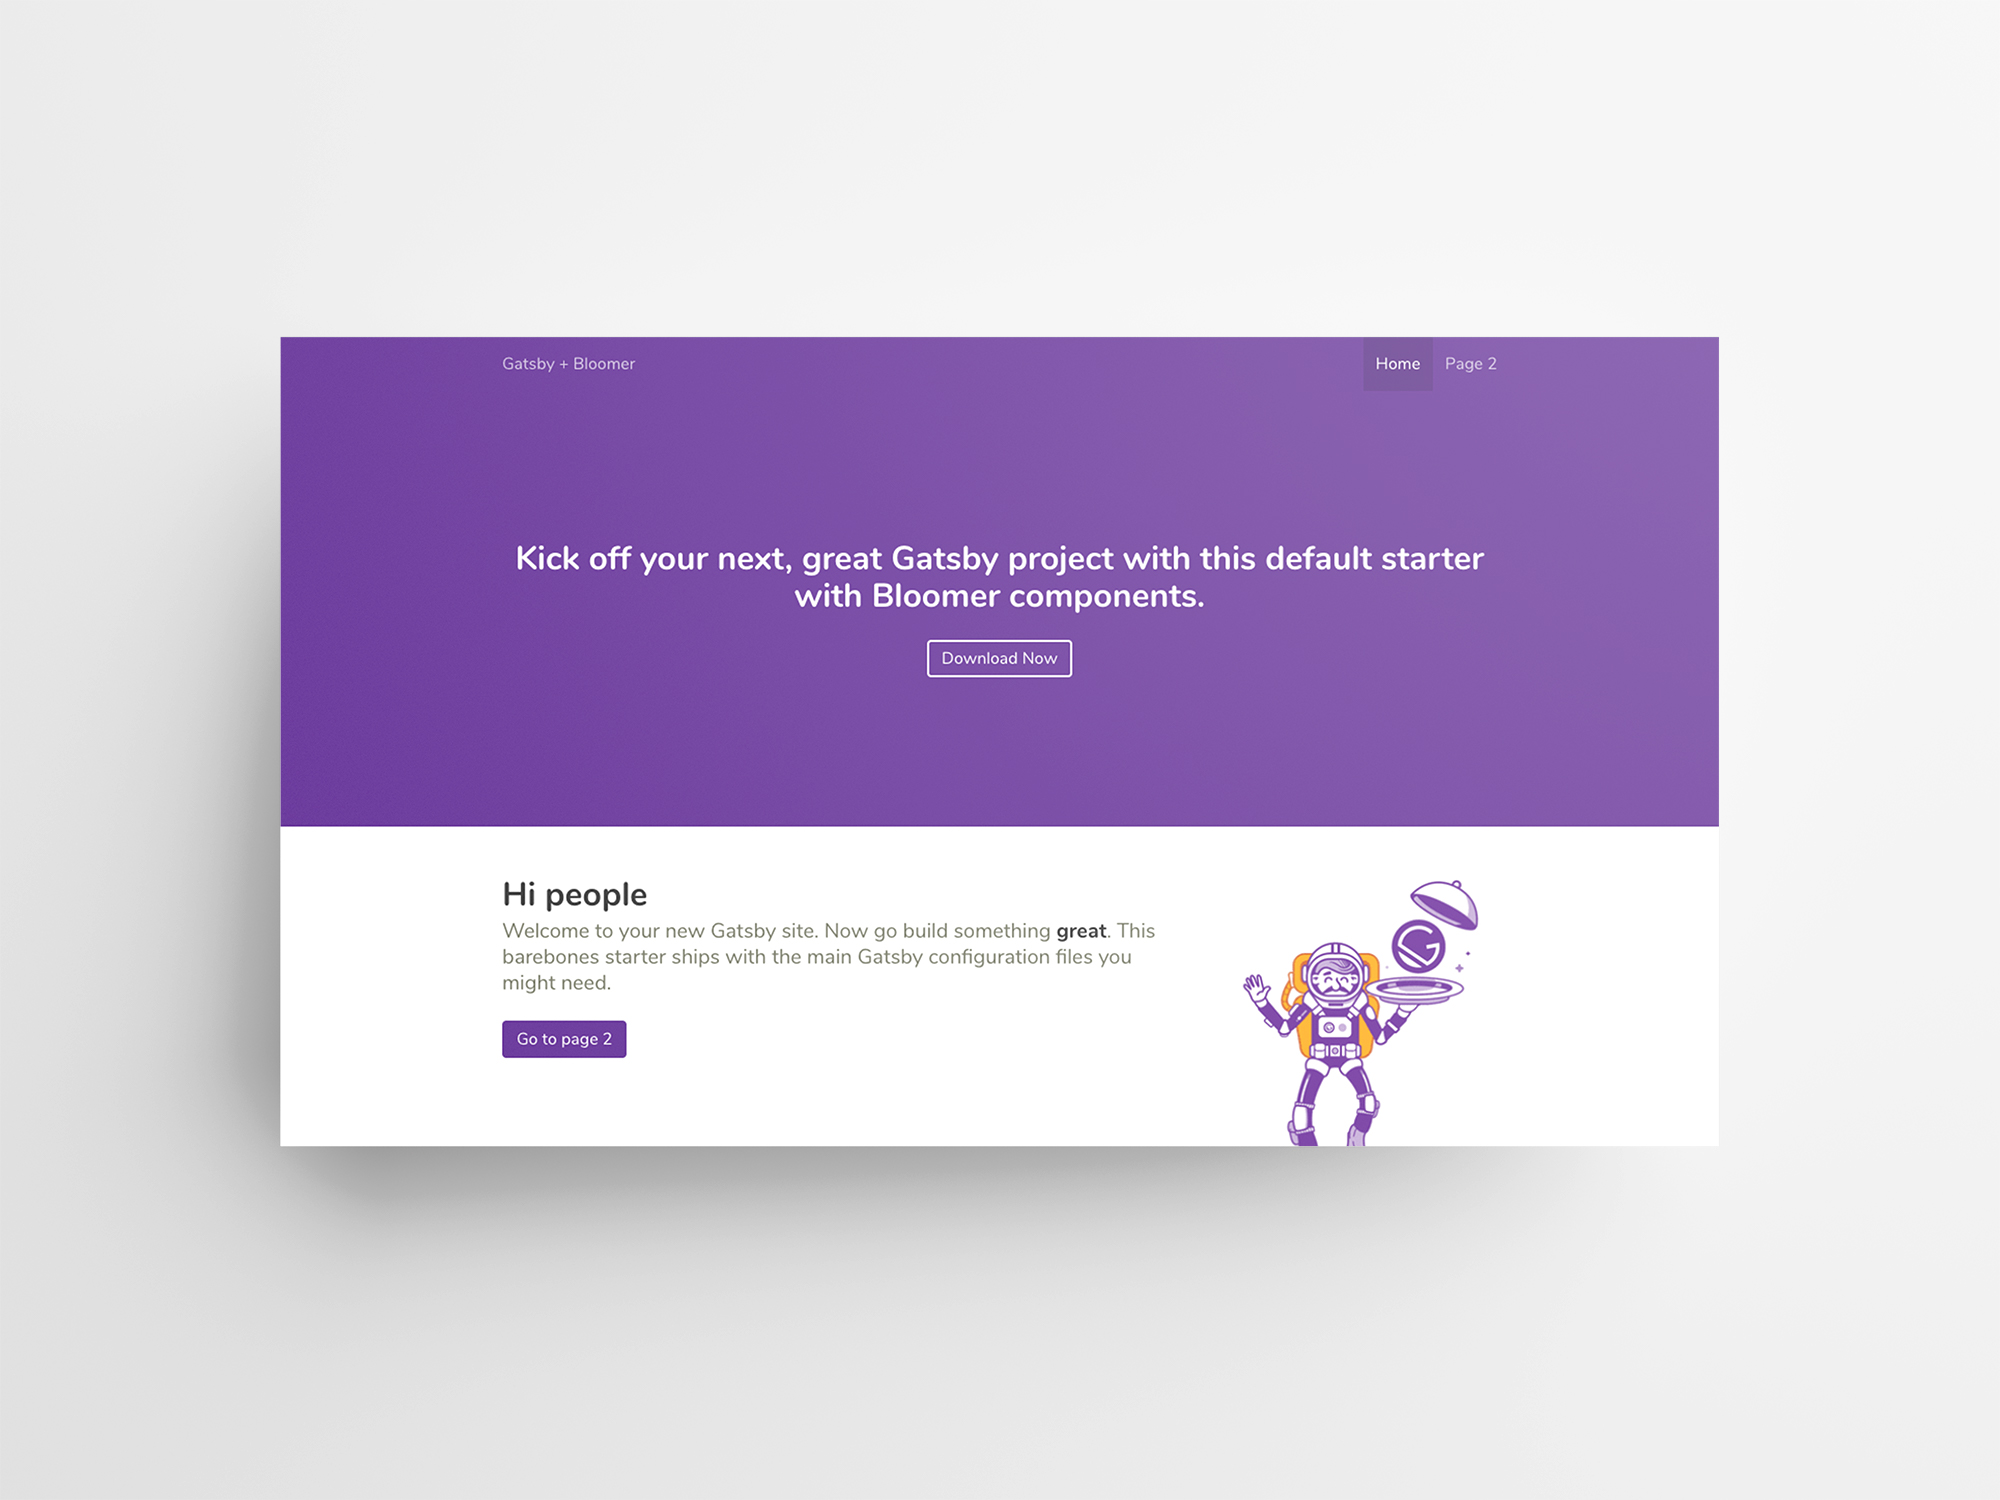 Gatsby + Bloomer
Home
Page 2
Kick off your next, great Gatsby project with this default starter
with Bloomer components.
Download Now
Hi people
Welcome to your new Gatsby site. Now go build something great. This
barebones starter ships with the main Gatsby configuration files you
might need.
Go to page 2